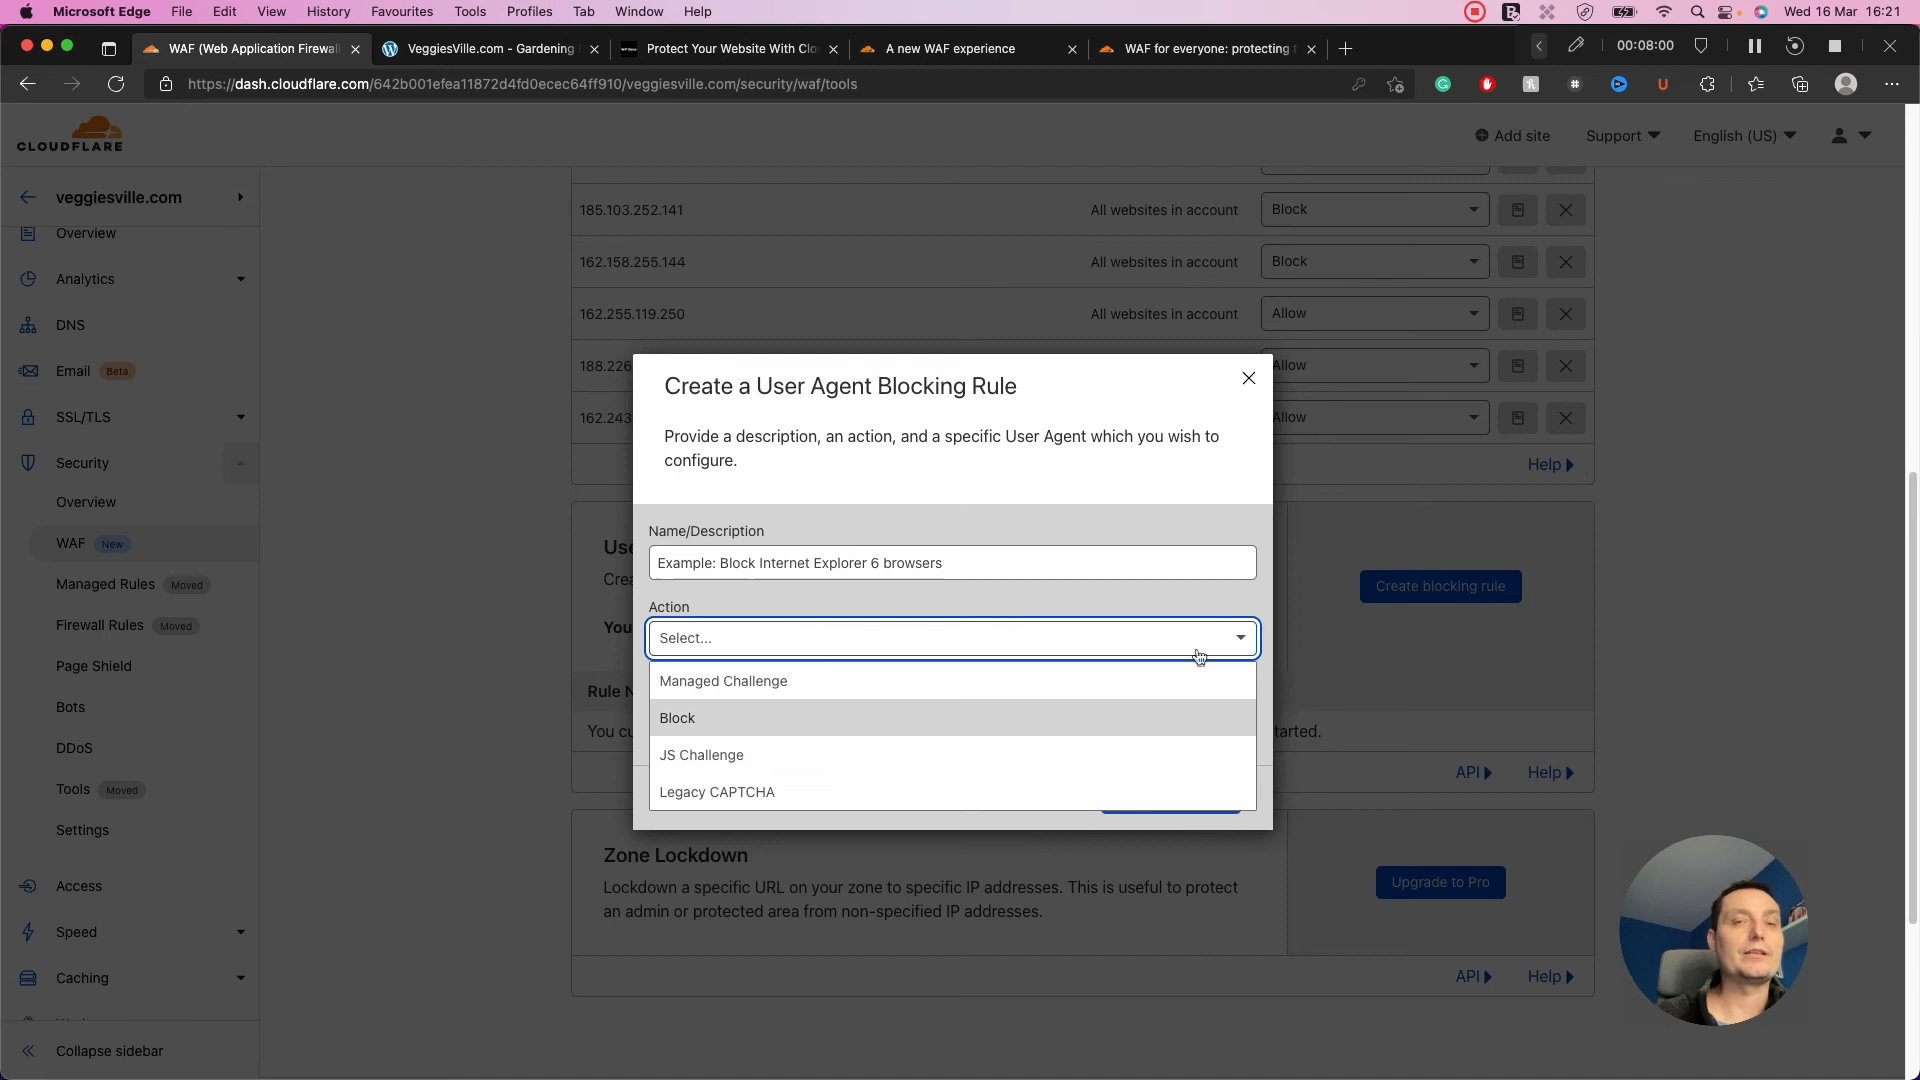 Microsoft Edge File Edit View History Favourites Tools Profiles Tab Window Help Wed 16 Mar 16:21
WAF (Web Application Firewall VeggiesVille.com - Gardening Protect Your Website With Clo A new WAF experience WAF for everyone: protecting t 00:08:00
https://dash.cloudflare.com/642b001efea11872d4fd0ecec64ff910/veggiesville.com/security/waf/tools
CLOUDFLARE
Add site Support English (US)
veggiesville.com
Overview
Analytics
DNS
Email Beta
SSL/TLS
Security
Overview
WAF New
Managed Rules Moved
Firewall Rules Moved
Page Shield
Bots
DDoS
Tools Moved
Settings
Access
Speed
Caching
Collapse sidebar
185.103.252.141 All websites in account Block
162.158.255.144 All websites in account Block
162.255.119.250 All websites in account Allow
188.226 Allow
162.243 Allow
Help
Create a User Agent Blocking Rule
Provide a description, an action, and a specific User Agent which you wish to
configure.
Name/Description
Example: Block Internet Explorer 6 browsers
Action
Select...
Managed Challenge
Block
JS Challenge
Legacy CAPTCHA
Use
Crea
You
Rule N
You cu
tarted.
Create blocking rule
API Help
Zone Lockdown
Lockdown a specific URL on your zone to specific IP addresses. This is useful to protect
an admin or protected area from non-specified IP addresses.
Upgrade to Pro
API Help